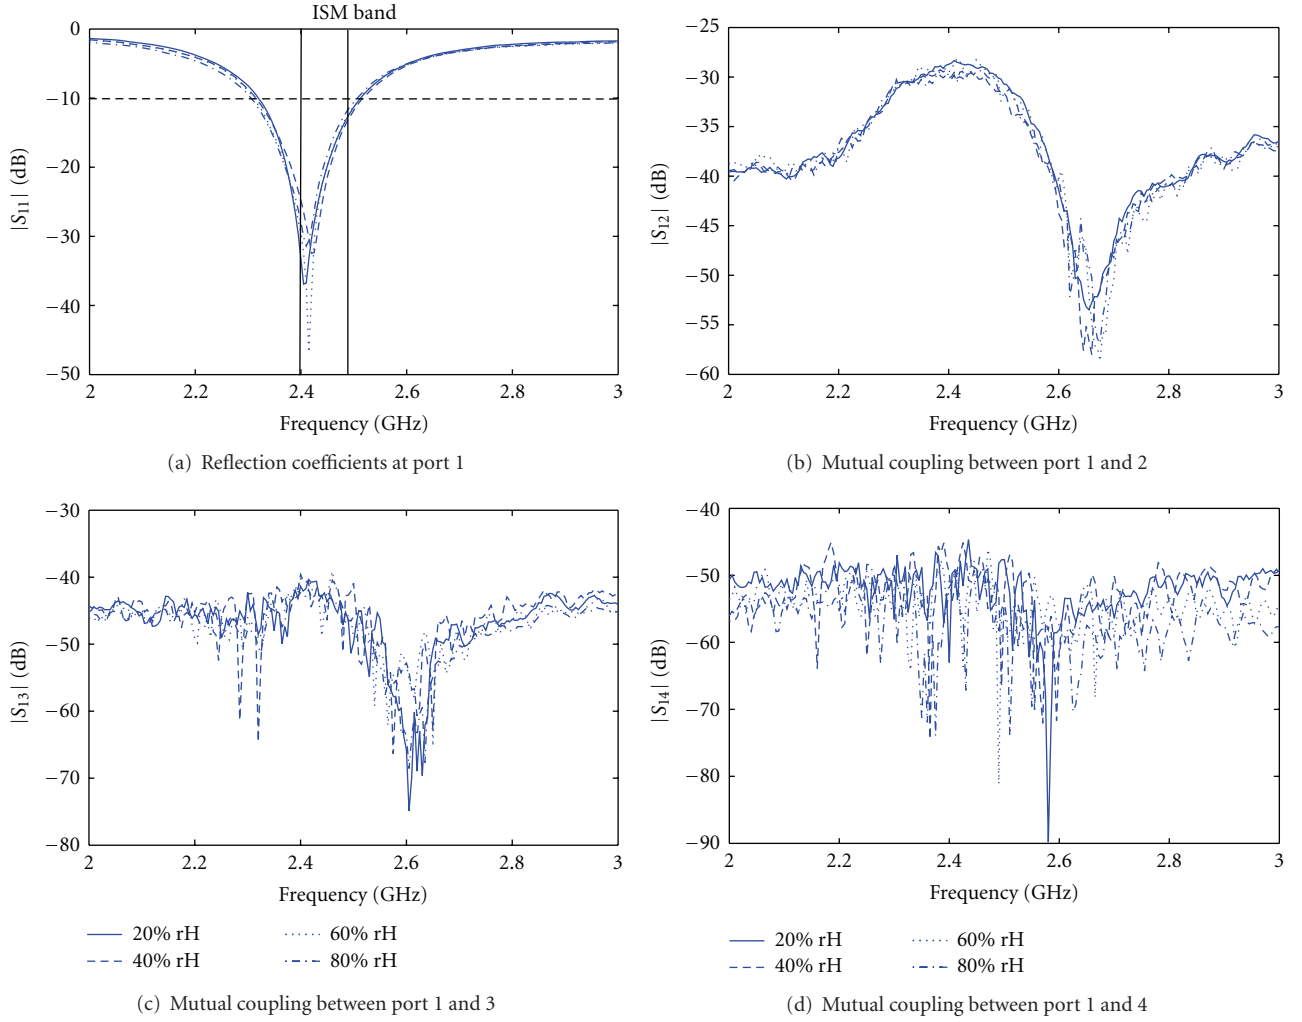 ISM band
0
−10
−20
−30
−40
−50
|S11| (dB)
2 2.2 2.4 2.6 2.8 3
Frequency (GHz)
(a) Reflection coefficients at port 1
−25
−30
−35
−40
−45
−50
−55
−60
|S12| (dB)
2 2.2 2.4 2.6 2.8 3
Frequency (GHz)
(b) Mutual coupling between port 1 and 2
−30
−40
−50
−60
−70
−80
|S13| (dB)
2 2.2 2.4 2.6 2.8 3
Frequency (GHz)
20% rH 60% rH
40% rH 80% rH
(c) Mutual coupling between port 1 and 3
−40
−50
−60
−70
−80
−90
|S14| (dB)
2 2.2 2.4 2.6 2.8 3
Frequency (GHz)
20% rH 60% rH
40% rH 80% rH
(d) Mutual coupling between port 1 and 4